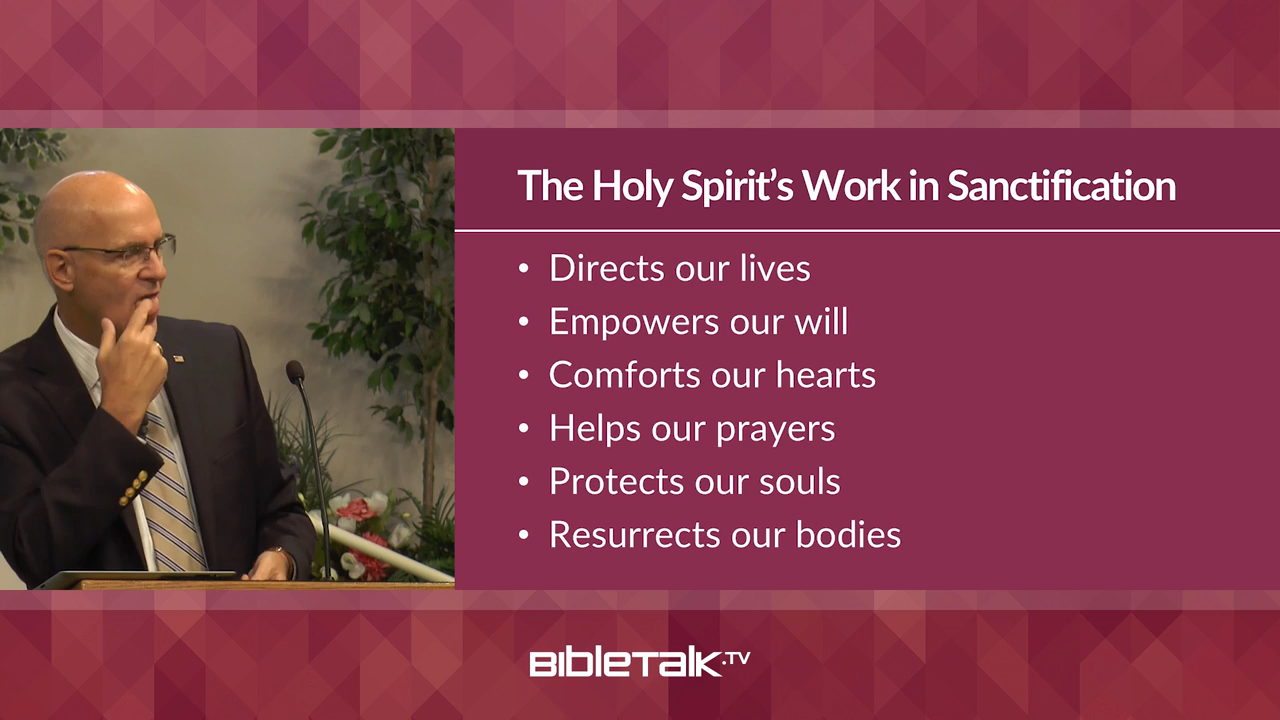 The Holy Spirit’s Work in Sanctification
• Directs our lives
• Empowers our will
• Comforts our hearts
• Helps our prayers
• Protects our souls
• Resurrects our bodies
BIBLETALK.TV